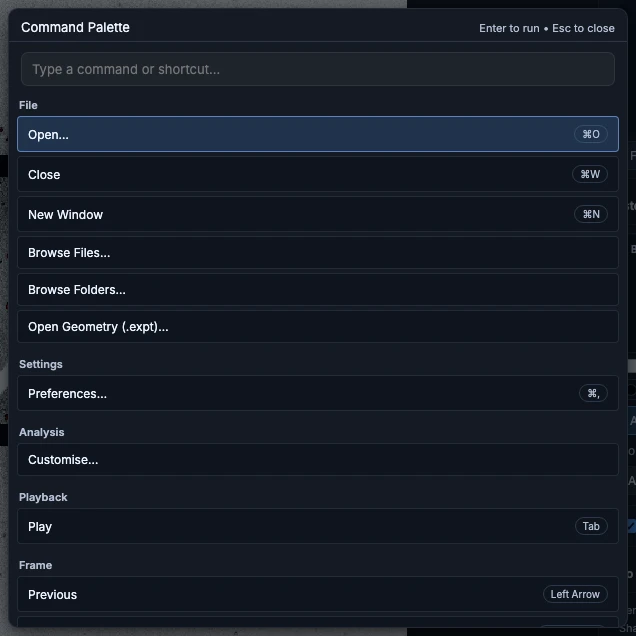 Command Palette
Enter to run • Esc to close
Type a command or shortcut...
File
Open... ⌘O
Close ⌘W
New Window ⌘N
Browse Files...
Browse Folders...
Open Geometry (.expt)...
Settings
Preferences... ⌘,
Analysis
Customise...
Playback
Play Tab
Frame
Previous Left Arrow